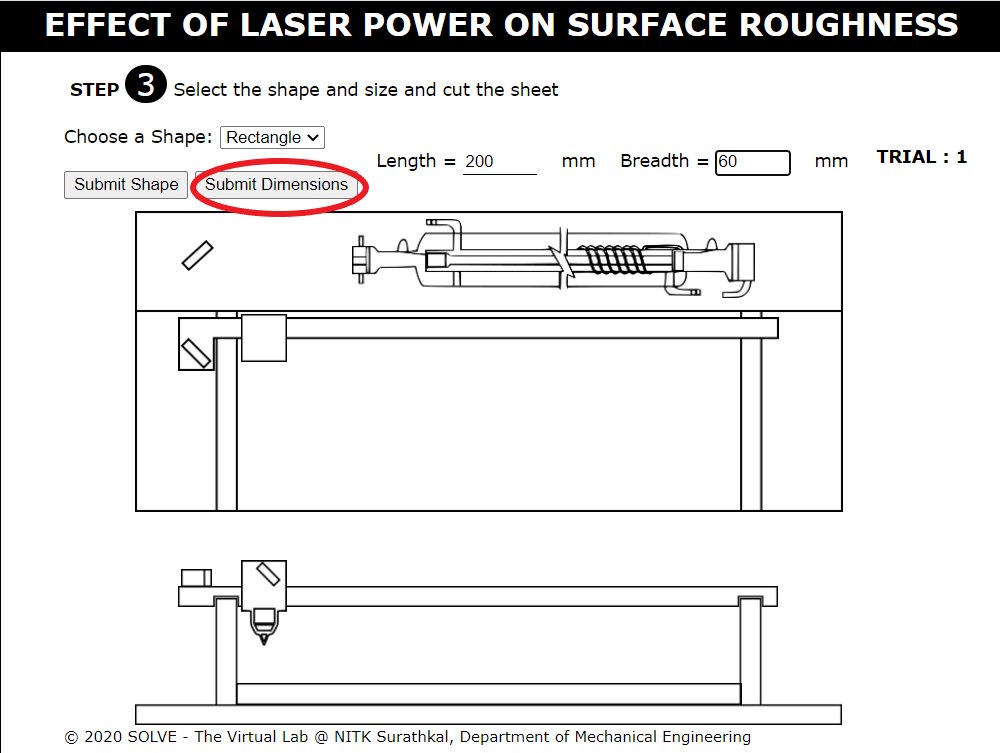 EFFECT OF LASER POWER ON SURFACE ROUGHNESS
STEP 3 Select the shape and size and cut the sheet
Choose a Shape: Rectangle
Length = 200 mm Breadth = 60 mm TRIAL : 1
Submit Shape Submit Dimensions
© 2020 SOLVE - The Virtual Lab @ NITK Surathkal, Department of Mechanical Engineering